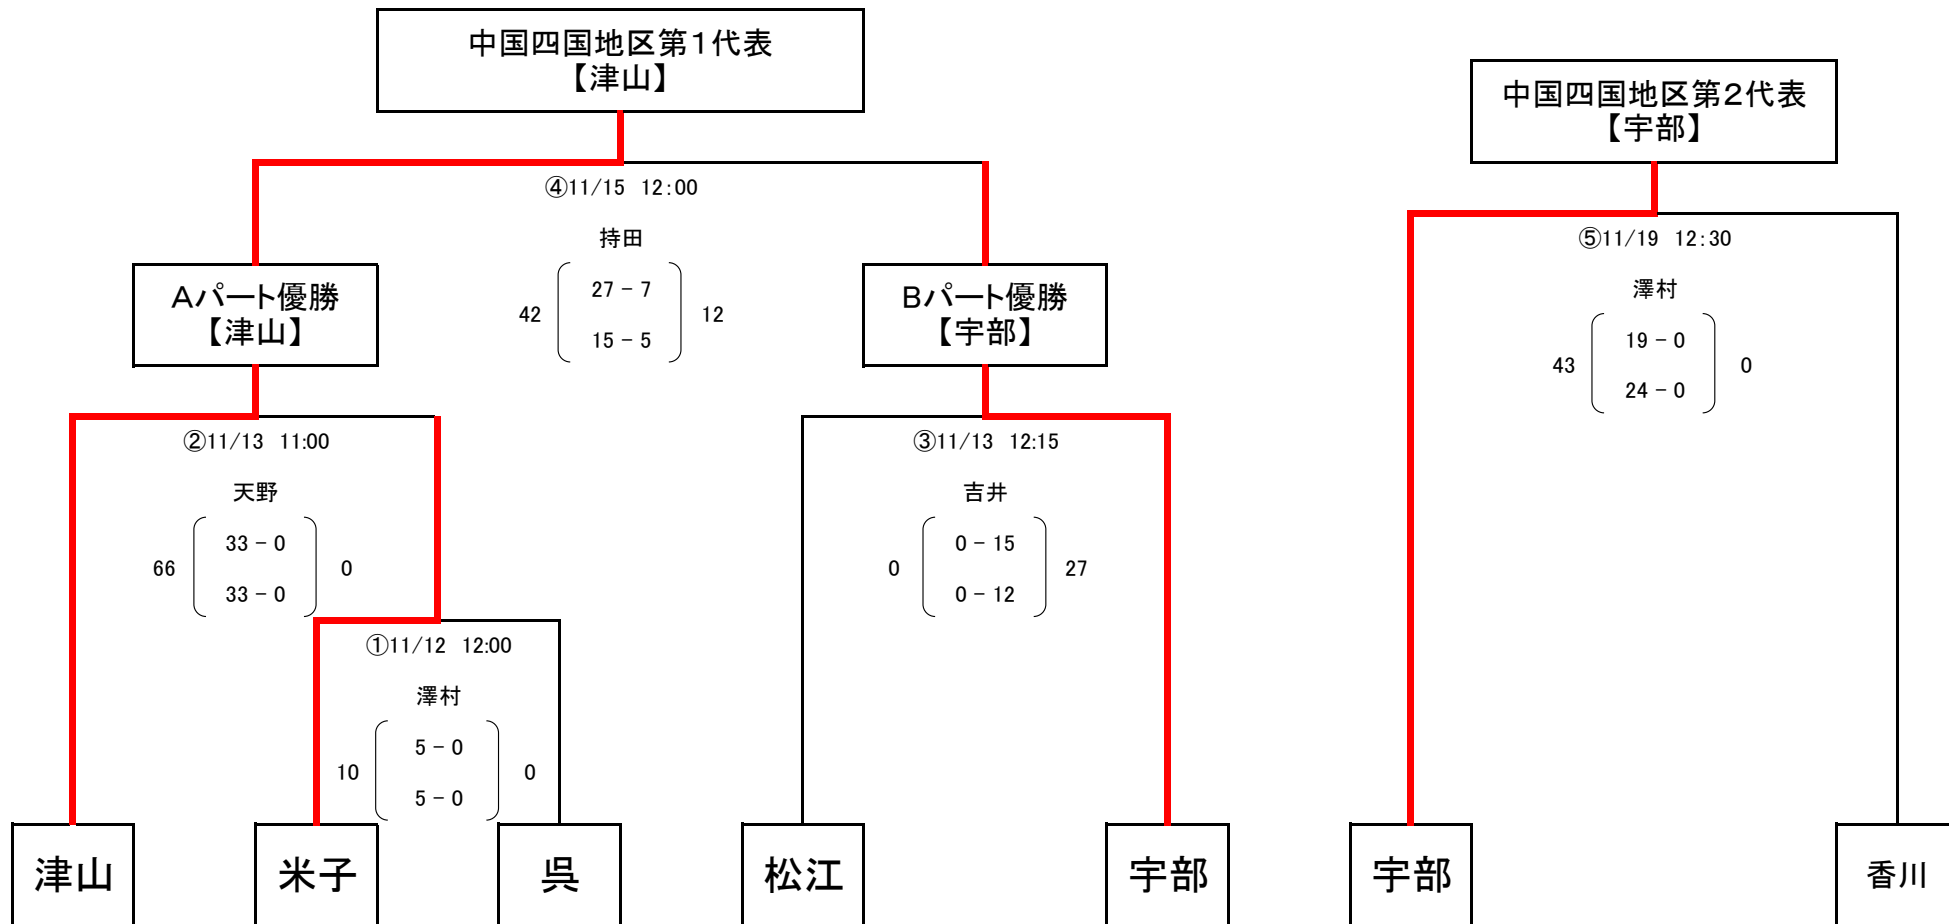 中国四国地区第１代表
【津山】
中国四国地区第２代表
【宇部】
④11/15 12:00
持田
27 − 7
42
12
15 − 5
⑤11/19 12:30
澤村
19 − 0
43
0
24 − 0
Aパート優勝
【津山】
Bパート優勝
【宇部】
②11/13 11:00
天野
33 − 0
66
0
33 − 0
③11/13 12:15
吉井
0 − 15
0
27
0 − 12
①11/12 12:00
澤村
5 − 0
10
0
5 − 0
津山
米子
呉
松江
宇部
宇部
香川